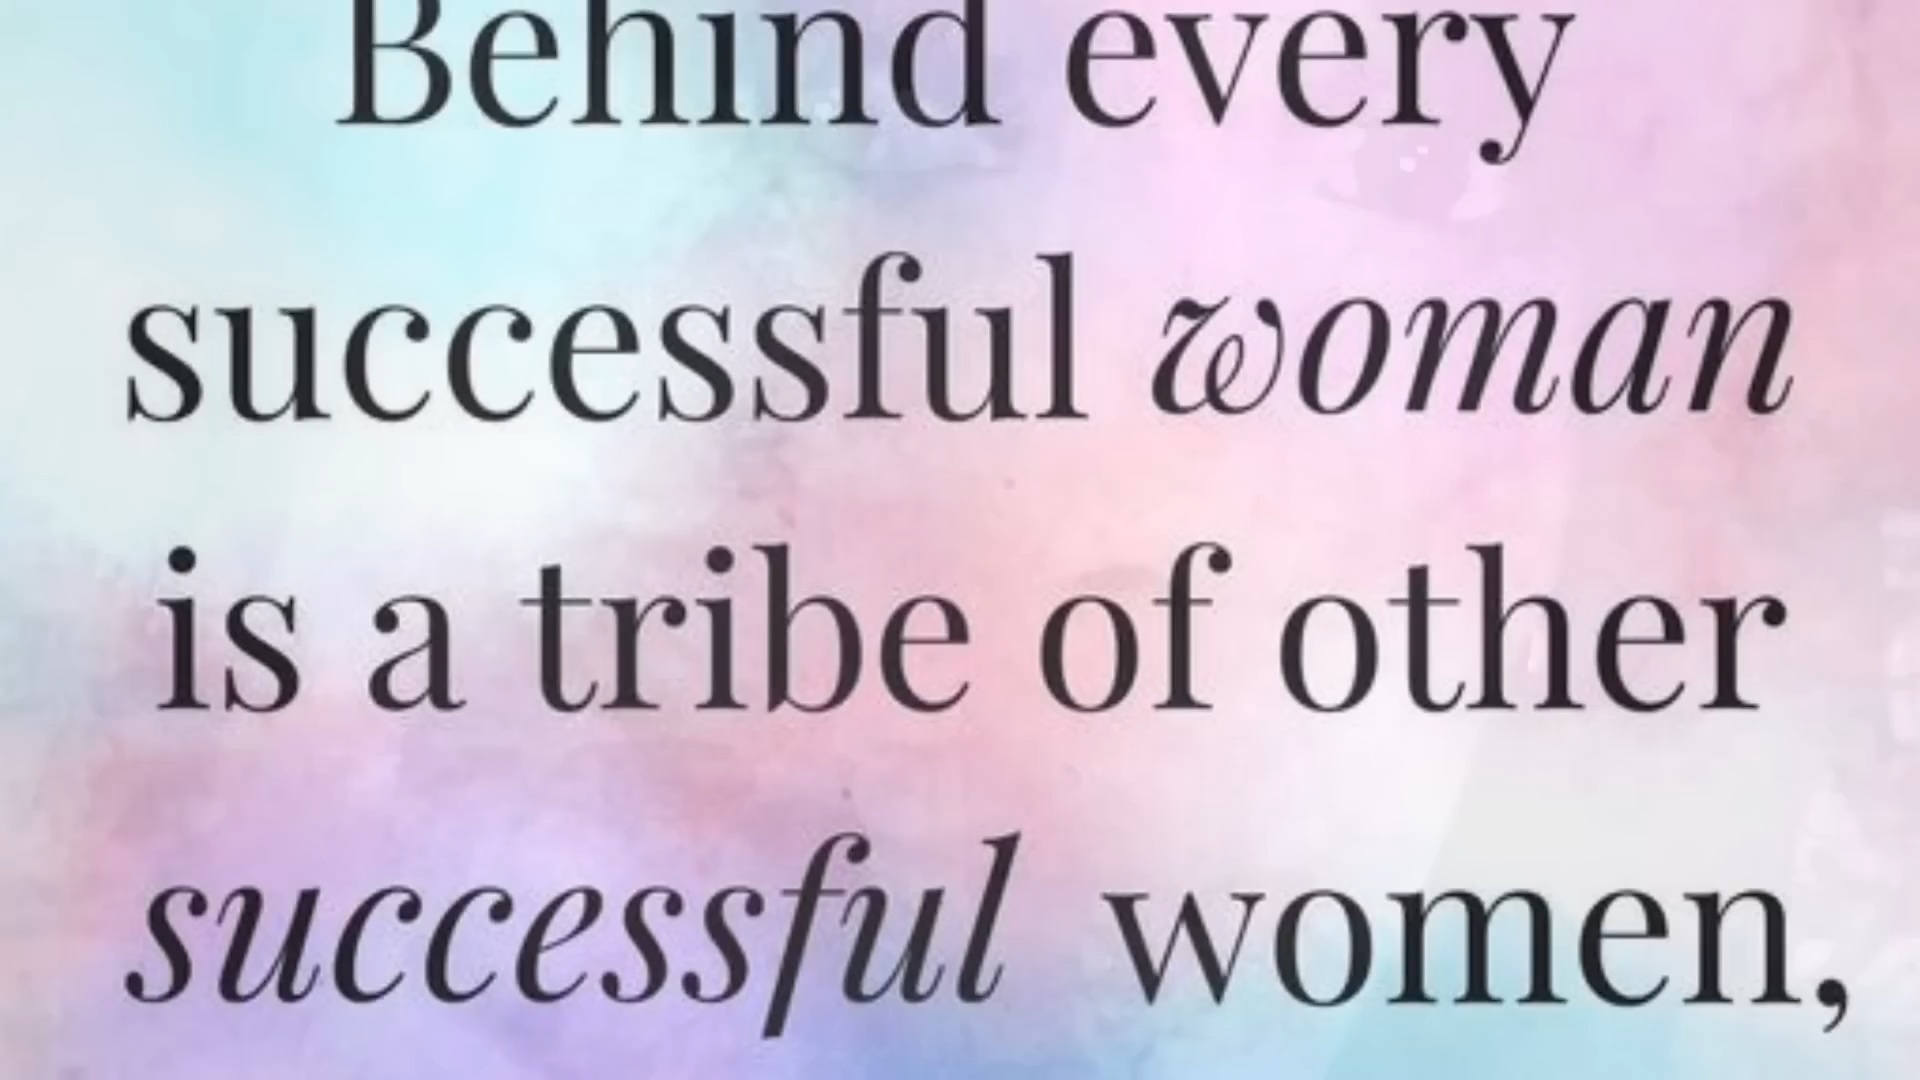 Behind every
successful woman
is a tribe of other
successful women,